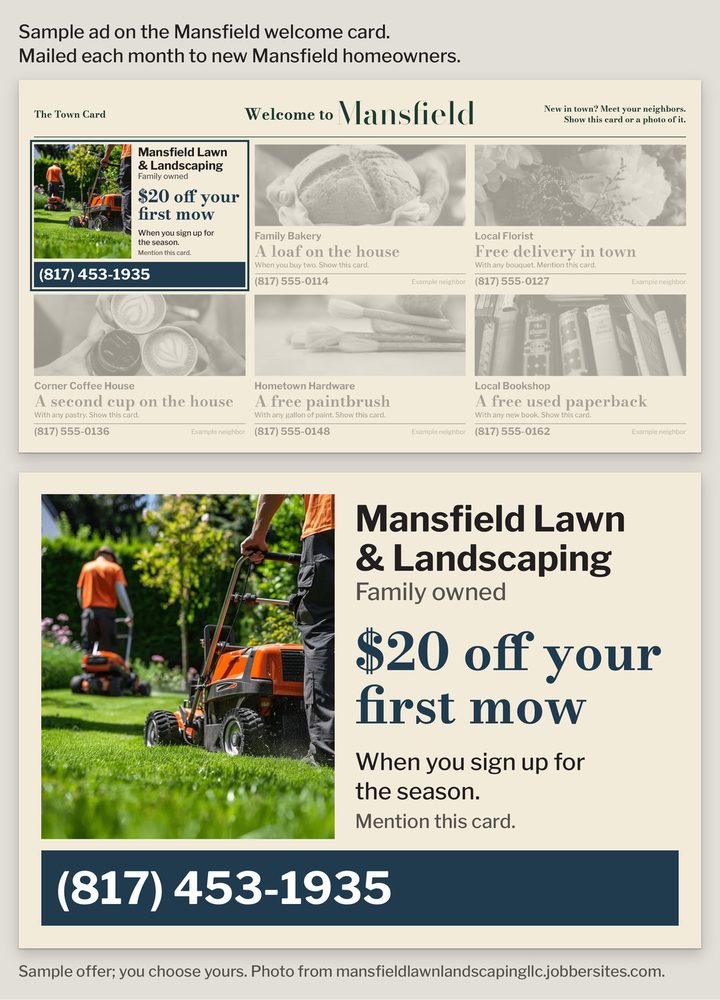 Sample ad on the Mansfield welcome card.
Mailed each month to new Mansfield homeowners.
The Town Card
Welcome to Mansfield
New in town? Meet your neighbors.
Show this card or a photo of it.
Mansfield Lawn
& Landscaping
Family owned
$20 off your
first mow
When you sign up for
the season.
Mention this card.
(817) 453-1935
Family Bakery
A loaf on the house
When you buy two. Show this card.
(817) 555-0114
Example neighbor
Local Florist
Free delivery in town
With any bouquet. Mention this card.
(817) 555-0127
Example neighbor
Corner Coffee House
A second cup on the house
With any pastry. Show this card.
(817) 555-0136
Example neighbor
Hometown Hardware
A free paintbrush
With any gallon of paint. Show this card.
(817) 555-0148
Example neighbor
Local Bookshop
A free used paperback
With any new book. Show this card.
(817) 555-0162
Example neighbor
Mansfield Lawn
& Landscaping
Family owned
$20 off your
first mow
When you sign up for
the season.
Mention this card.
(817) 453-1935
Sample offer; you choose yours. Photo from mansfieldlawnlandscapingllc.jobbersites.com.